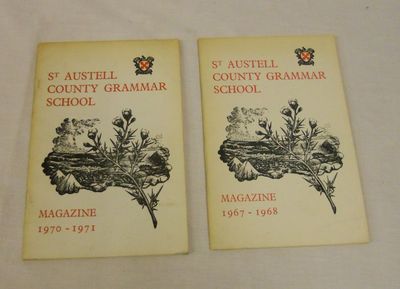 Sᵀ AUSTELL
COUNTY GRAMMAR
SCHOOL
MAGAZINE
1970 - 1971
Sᵀ AUSTELL
COUNTY GRAMMAR
SCHOOL
MAGAZINE
1967 - 1968